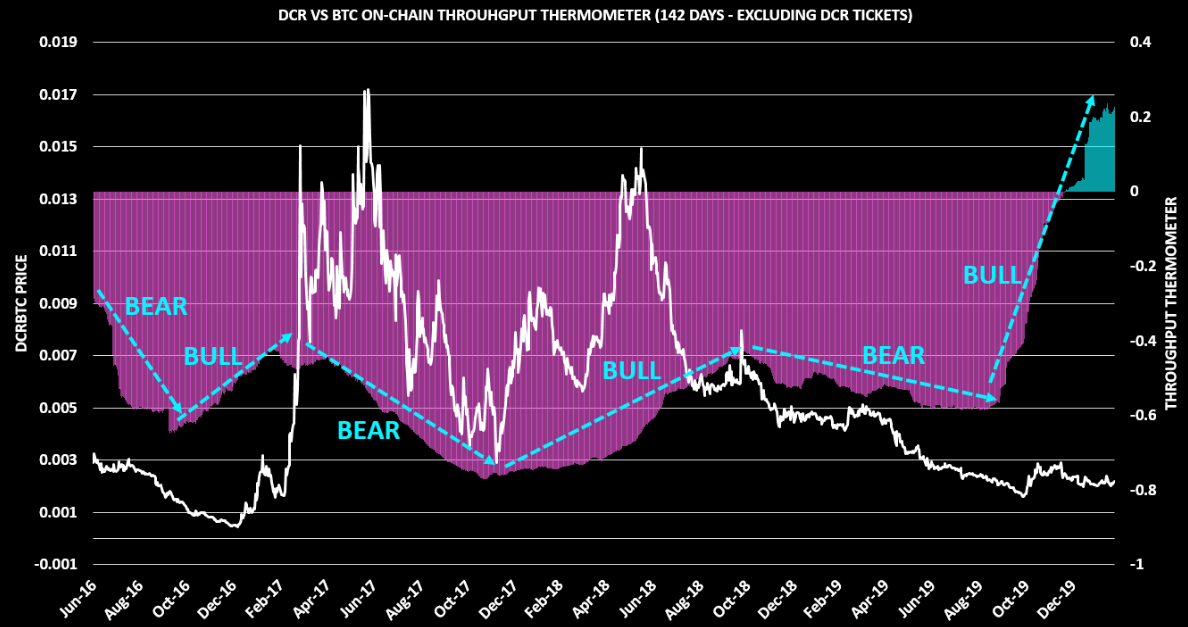 DCR VS BTC ON-CHAIN THROUHGPUT THERMOMETER (142 DAYS - EXCLUDING DCR TICKETS)
0.019
0.017
0.015
0.013
0.011
0.009
0.007
0.005
0.003
0.001
-0.001
DCRBTC PRICE
BEAR
BULL
BEAR
BULL
BEAR
BULL
0.4
0.2
0
-0.2
-0.4
-0.6
-0.8
-1
THROUGHPUT THERMOMETER
Jun-16
Aug-16
Oct-16
Dec-16
Feb-17
Apr-17
Jun-17
Aug-17
Oct-17
Dec-17
Feb-18
Apr-18
Jun-18
Aug-18
Oct-18
Dec-18
Feb-19
Apr-19
Jun-19
Aug-19
Oct-19
Dec-19